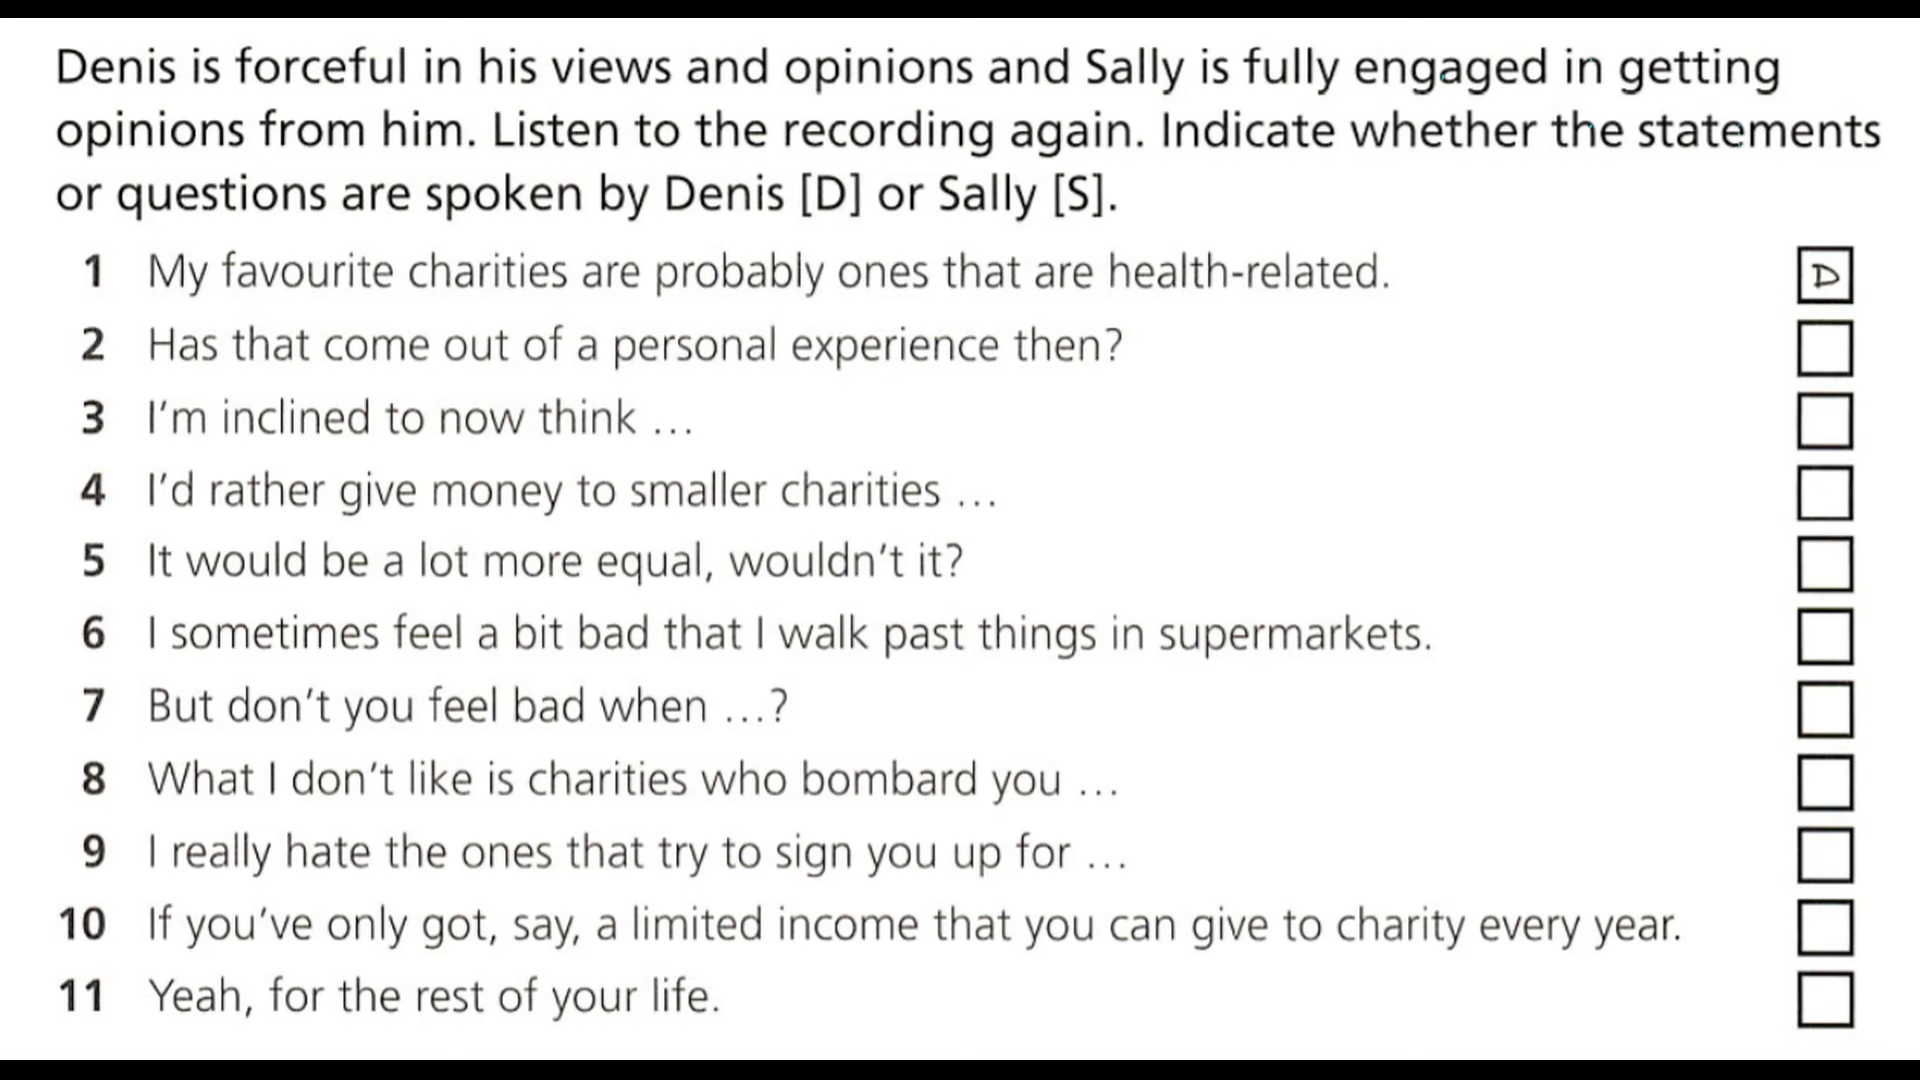 Denis is forceful in his views and opinions and Sally is fully engaged in getting
opinions from him. Listen to the recording again. Indicate whether the statements
or questions are spoken by Denis [D] or Sally [S].
1 My favourite charities are probably ones that are health-related. D
2 Has that come out of a personal experience then?
3 I'm inclined to now think ...
4 I'd rather give money to smaller charities ...
5 It would be a lot more equal, wouldn't it?
6 I sometimes feel a bit bad that I walk past things in supermarkets.
7 But don't you feel bad when ...?
8 What I don't like is charities who bombard you ...
9 I really hate the ones that try to sign you up for ...
10 If you've only got, say, a limited income that you can give to charity every year.
11 Yeah, for the rest of your life.